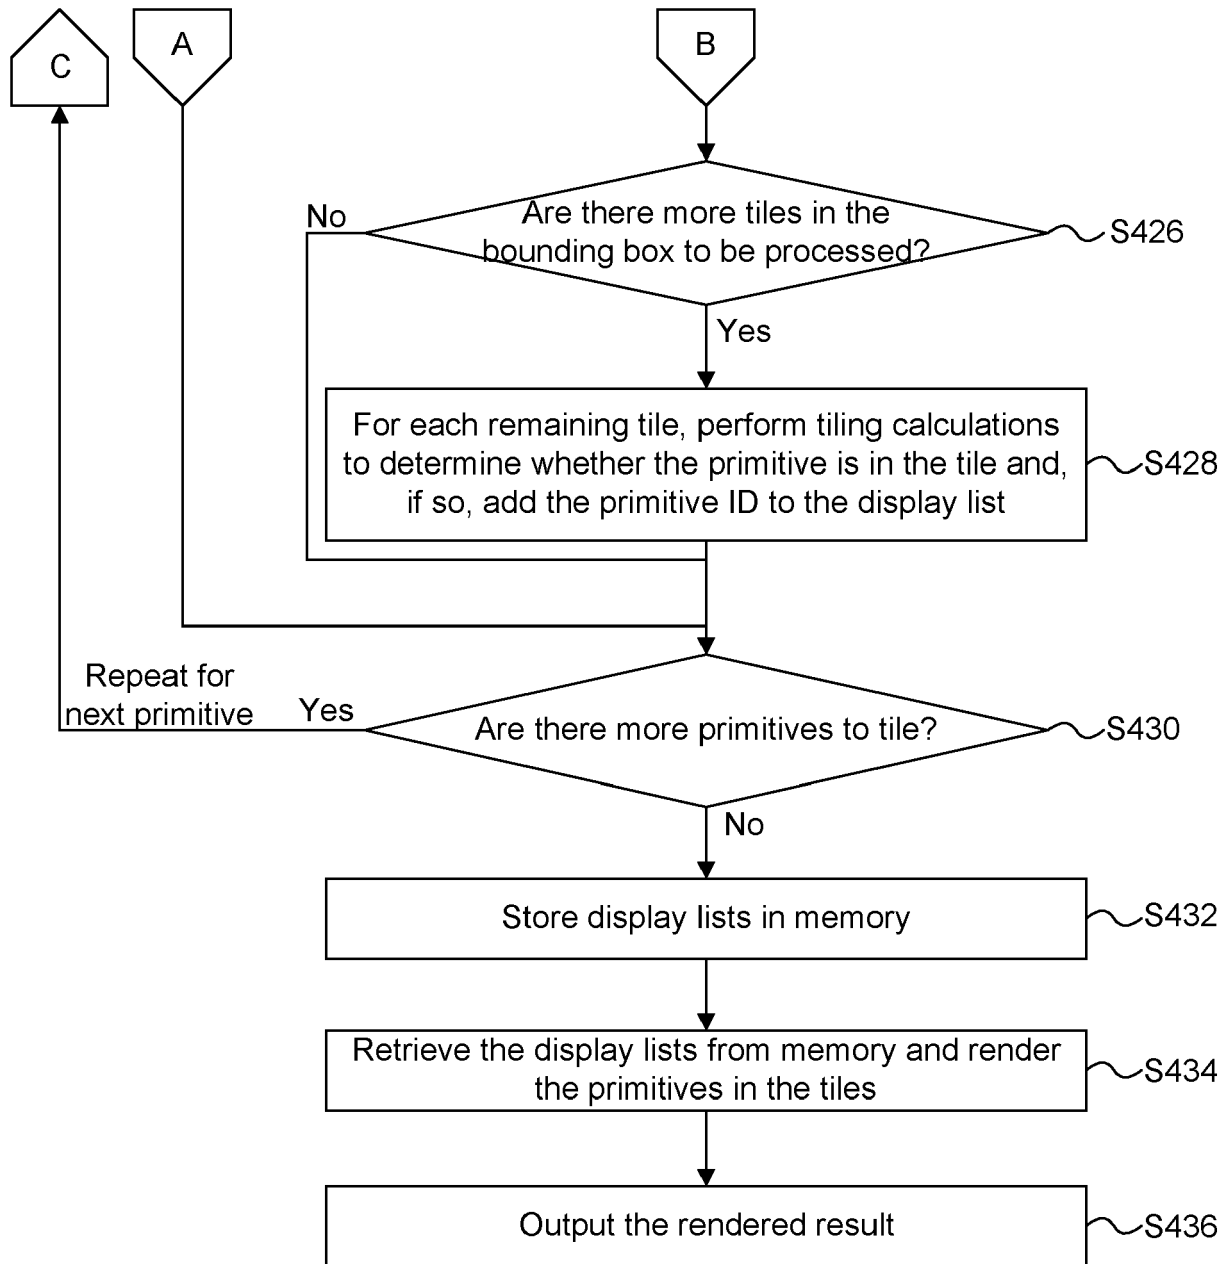 C
A
B
Are there more tiles in the
bounding box to be processed?
No
S426
Yes
For each remaining tile, perform tiling calculations
to determine whether the primitive is in the tile and,
if so, add the primitive ID to the display list
S428
Repeat for
next primitive
Yes
Are there more primitives to tile?
S430
No
Store display lists in memory
S432
Retrieve the display lists from memory and render
the primitives in the tiles
S434
Output the rendered result
S436